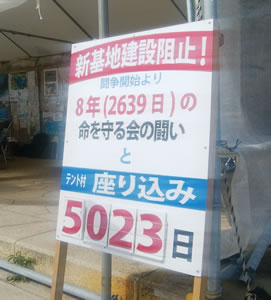 新基地建設阻止!
闘争開始より
8年(2639日)の
命を守る会の闘い
と
テント村 座り込み
5023日